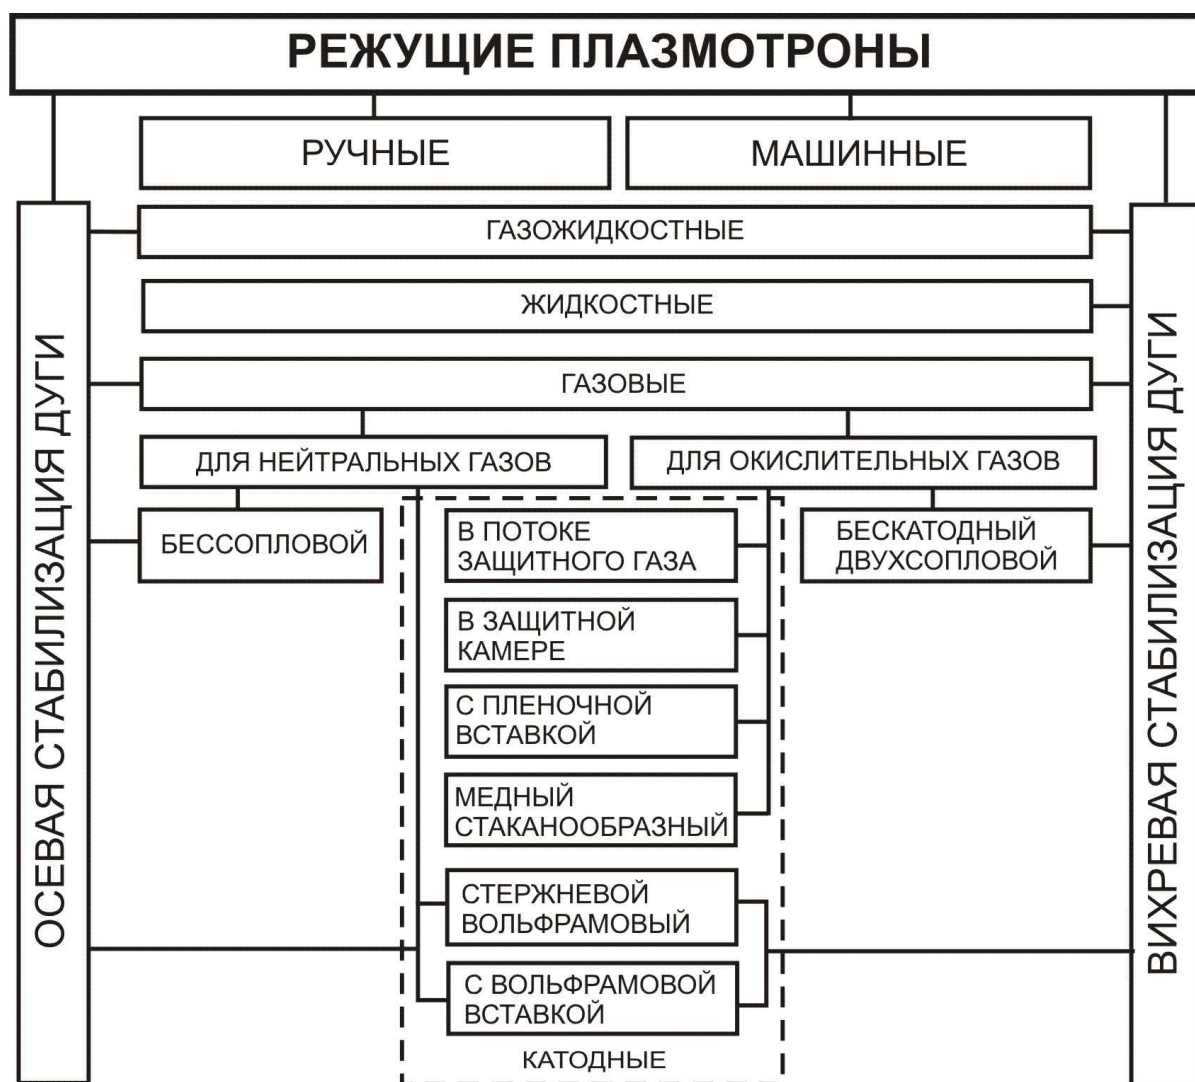 РЕЖУЩИЕ ПЛАЗМОТРОНЫ
РУЧНЫЕ
МАШИННЫЕ
ОСЕВАЯ СТАБИЛИЗАЦИЯ ДУГИ
ГАЗОЖИДКОСТНЫЕ
ЖИДКОСТНЫЕ
ГАЗОВЫЕ
ДЛЯ НЕЙТРАЛЬНЫХ ГАЗОВ
ДЛЯ ОКИСЛИТЕЛЬНЫХ ГАЗОВ
БЕССОПЛОВОЙ
В ПОТОКЕ
ЗАЩИТНОГО ГАЗА
БЕСКАТОДНЫЙ
ДВУХСОПЛОВОЙ
В ЗАЩИТНОЙ
КАМЕРЕ
С ПЛЕНОЧНОЙ
ВСТАВКОЙ
МЕДНЫЙ
СТАКАНООБРАЗНЫЙ
СТЕРЖНЕВОЙ
ВОЛЬФРАМОВЫЙ
С ВОЛЬФРАМОВОЙ
ВСТАВКОЙ
КАТОДНЫЕ
ВИХРЕВАЯ СТАБИЛИЗАЦИЯ ДУГИ